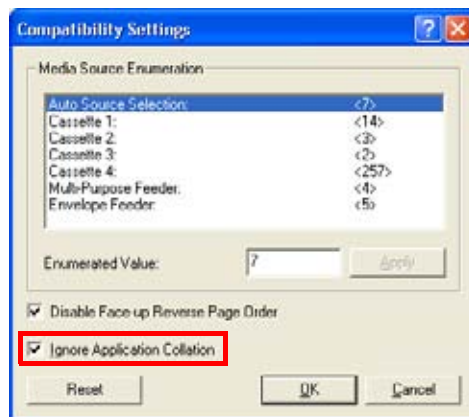 Compatibility Settings
Media Source Enumeration
Auto Source Selection: <7>
Cassette 1: <14>
Cassette 2: <3>
Cassette 3: <2>
Cassette 4: <257>
Multi-Purpose Feeder: <4>
Envelope Feeder: <5>
Enumerated Value: 7 Apply
Disable Face-up Reverse Page Order
Ignore Application Collation
Reset OK Cancel